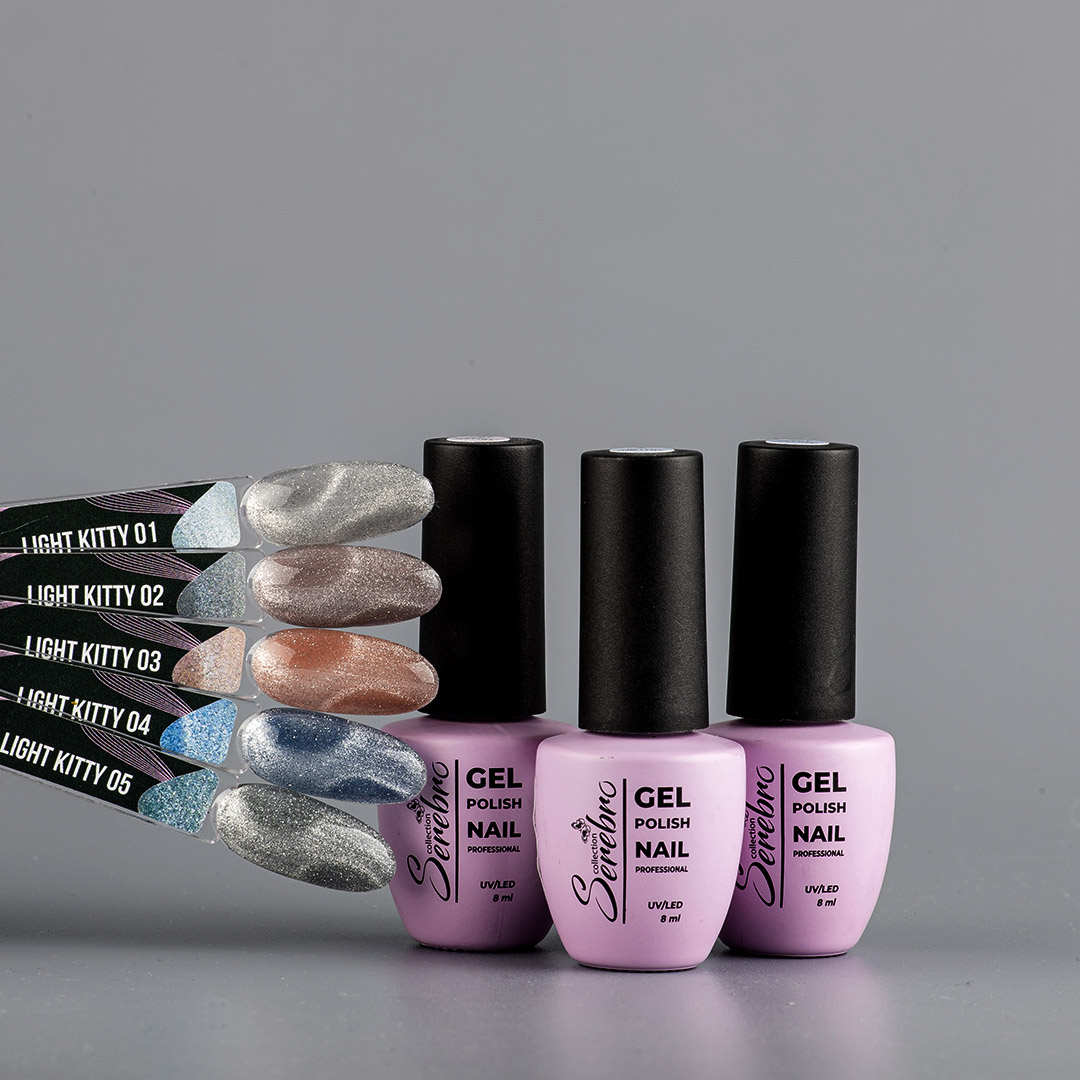 LIGHT KITTY 01
LIGHT KITTY 02
LIGHT KITTY 03
LIGHT KITTY 04
LIGHT KITTY 05
Serebro
collection
GEL
POLISH
NAIL
PROFESSIONAL
UV/LED
8 ml
Serebro
collection
GEL
POLISH
NAIL
PROFESSIONAL
UV/LED
8 ml
Serebro
collection
GEL
POLISH
NAIL
PROFESSIONAL
UV/LED
8 ml